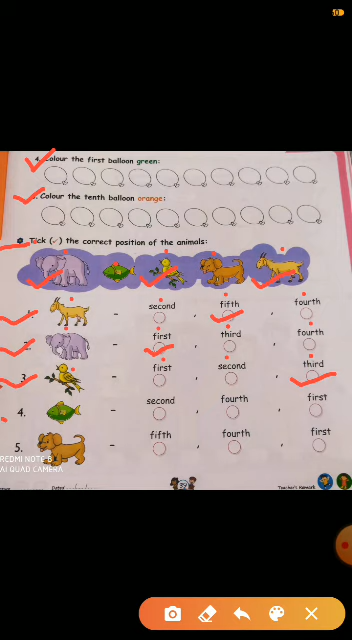 4. Colour the first balloon green:
Colour the tenth balloon orange:
Tick (✓) the correct position of the animals:
1. - second , fifth , fourth
2. - first , third , fourth
3. - first , second , third
4. - second , fourth , first
5. - fifth , fourth , first
REDMI NOTE 8
AI QUAD CAMERA
Dated
39
Teacher's Remark